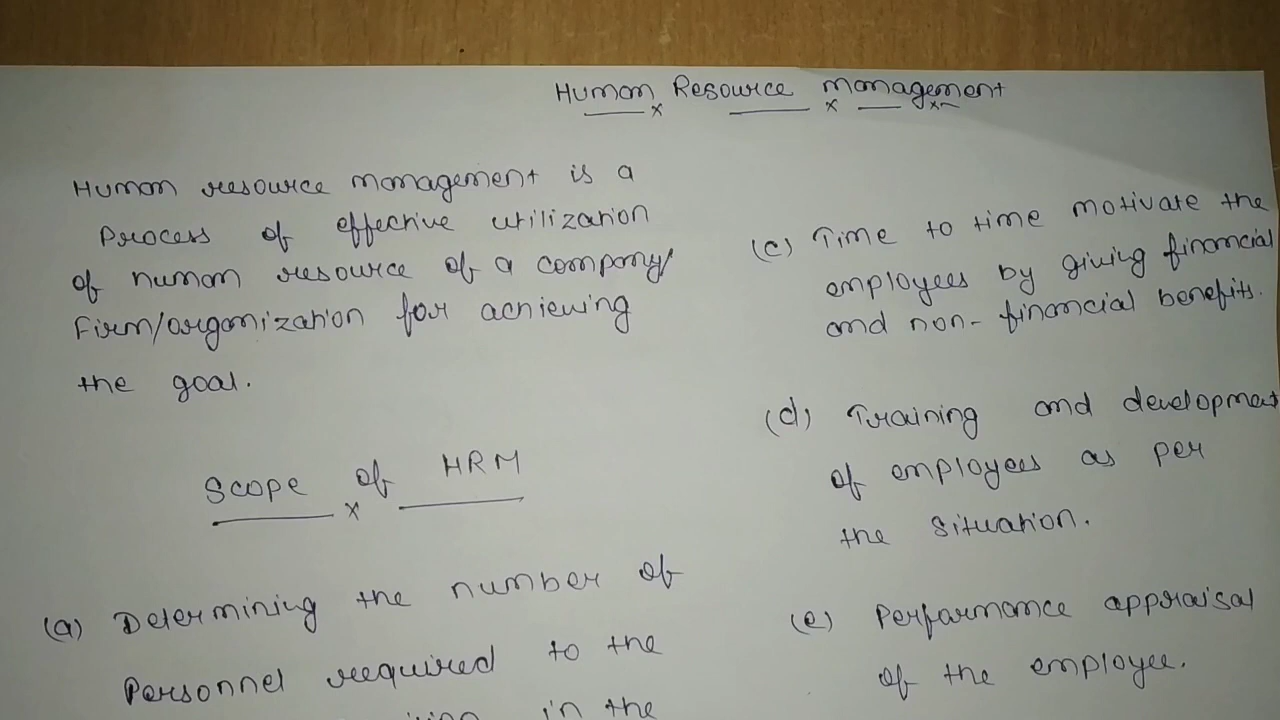 Human Resource Management
Human resource management is a
Process of effective utilization
of human resource of a company/
Firm/organization for achieving
the goal.
Scope of HRM
(a) Determining the number of
Personnel required to the
in the
(c) Time to time motivate the
employees by giving financial
and non-financial benefits.
(d) Training and development
of employees as per
the situation.
(e) Performance appraisal
of the employee.